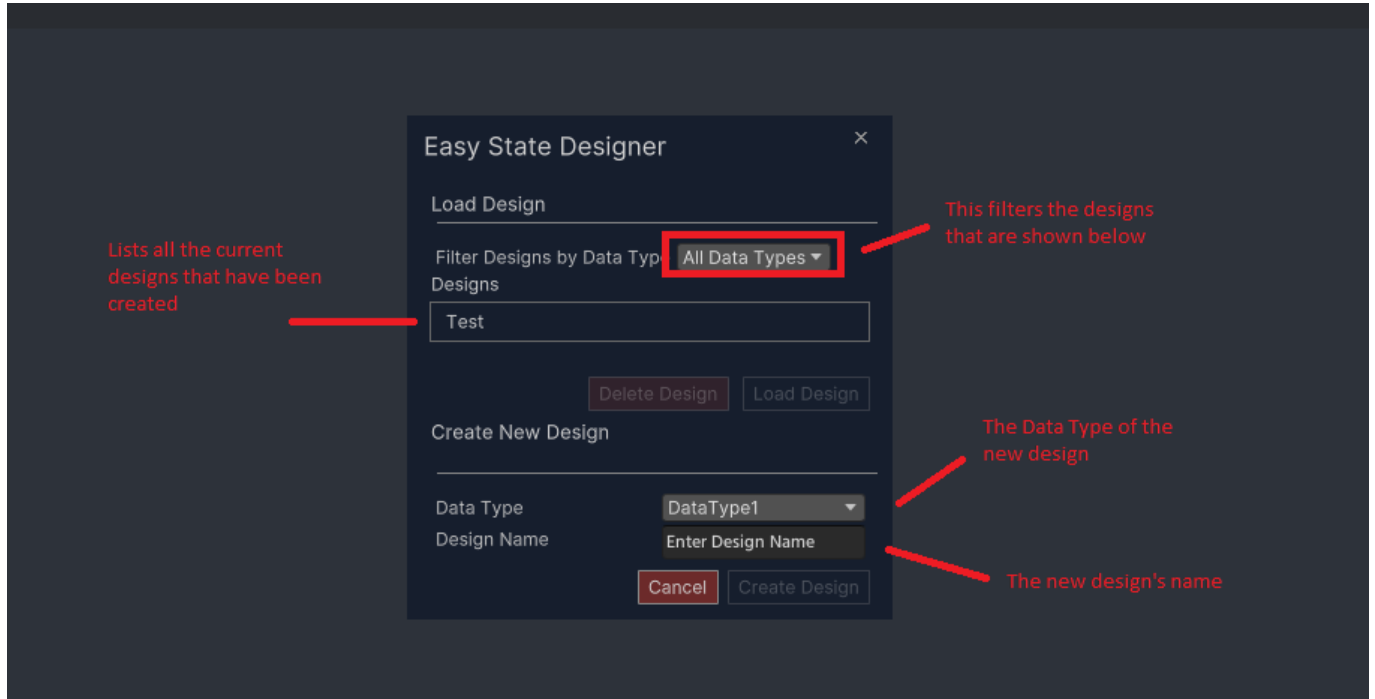 Easy State Designer
Load Design
This filters the designs
that are shown below
Lists all the current
designs that have been
created
Filter Designs by Data Typ All Data Types
Designs
Test
Delete Design Load Design
Create New Design
The Data Type of the
new design
Data Type DataType1
Design Name Enter Design Name
The new design's name
Cancel Create Design